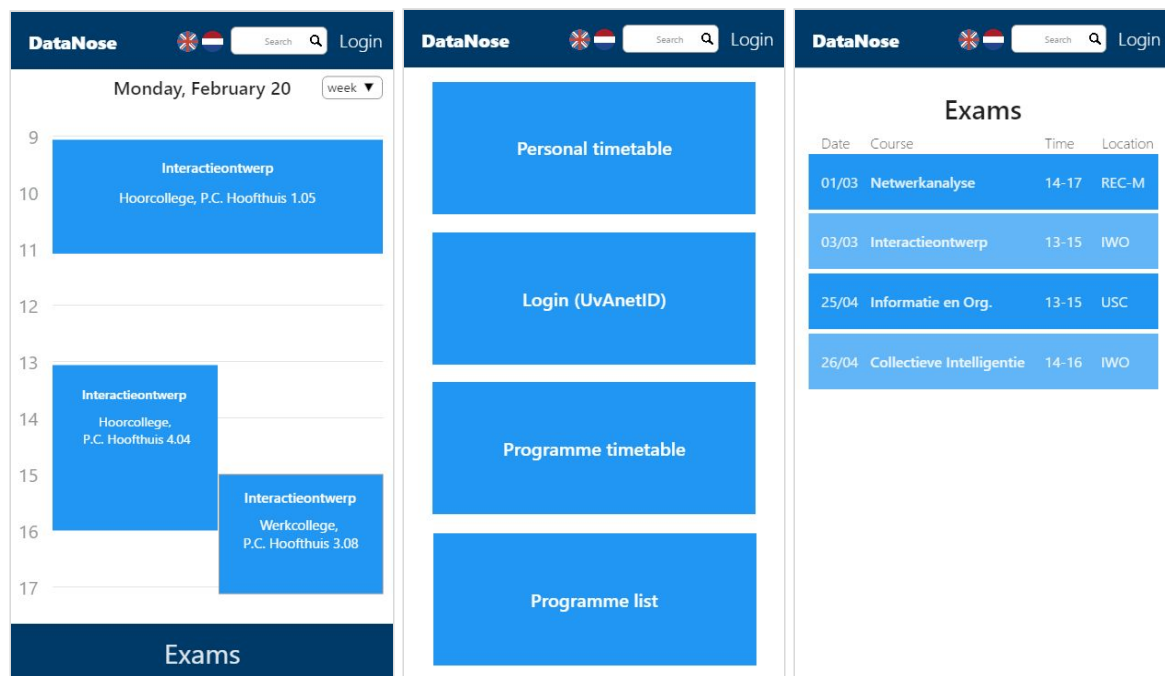 DataNose Search Login
Monday, February 20 week ▼
9
Interactieontwerp
10
Hoorcollege, P.C. Hoofthuis 1.05
11
12
13
Interactieontwerp
14
Hoorcollege,
P.C. Hoofthuis 4.04
15
Interactieontwerp
16
Werkcollege,
P.C. Hoofthuis 3.08
17
Exams
DataNose Search Login
Personal timetable
Login (UvAnetID)
Programme timetable
Programme list
DataNose Search Login
Exams
Date Course Time Location
01/03 Netwerkanalyse 14-17 REC-M
03/03 Interactieontwerp 13-15 IWO
25/04 Informatie en Org. 13-15 USC
26/04 Collectieve Intelligentie 14-16 IWO